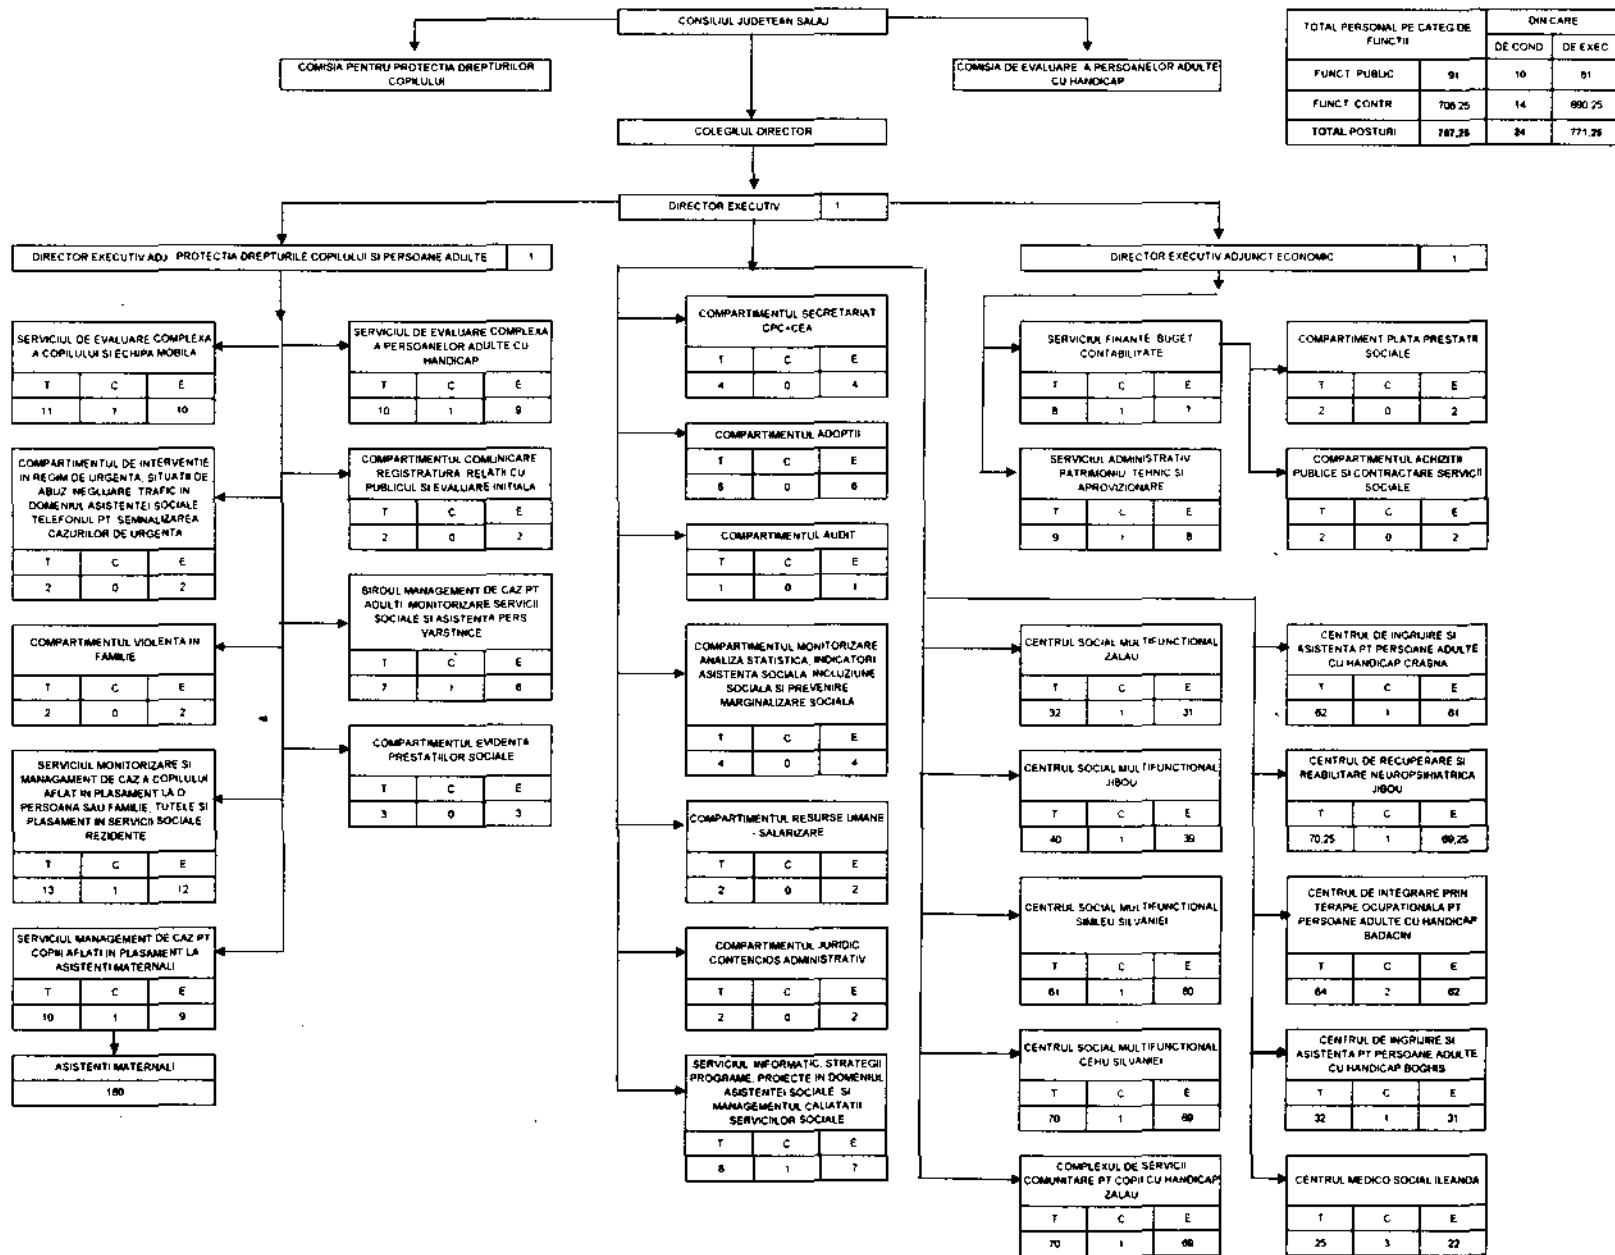 CONSILIUL JUDETEAN SALAJ
COMISIA PENTRU PROTECTIA DREPTURILOR
COPILULUI
COMISIA DE EVALUARE A PERSOANELOR ADULTE
CU HANDICAP
TOTAL PERSONAL PE CATEG DE
FUNCTII
DIN CARE
DE COND DE EXEC
FUNCT PUBLIC 91 10 81
FUNCT CONTR 706,25 14 690,25
TOTAL POSTURI 787,25 24 771,25
COLEGIUL DIRECTOR
DIRECTOR EXECUTIV 1
DIRECTOR EXECUTIV ADJ PROTECTIA DREPTURILE COPILULUI SI PERSOANE ADULTE 1
DIRECTOR EXECUTIV ADJUNCT ECONOMIC 1
SERVICIUL DE EVALUARE COMPLEXA
A COPILULUI SI ECHIPA MOBILA
T C E
11 1 10
COMPARTIMENTUL DE INTERVENTIE
IN REGIM DE URGENTA, SITUATII DE
ABUZ NEGLIJARE TRAFIC IN
DOMENIUL ASISTENTEI SOCIALE
TELEFONUL PT SEMNALIZAREA
CAZURILOR DE URGENTA
T C E
2 0 2
COMPARTIMENTUL VIOLENTA IN
FAMILIE
T C E
2 0 2
SERVICIUL MONITORIZARE SI
MANAGAMENT DE CAZ A COPILULUI
AFLAT IN PLASAMENT LA O
PERSOANA SAU FAMILIE, TUTELE SI
PLASAMENT IN SERVICII SOCIALE
REZIDENTE
T C E
13 1 12
SERVICIUL MANAGEMENT DE CAZ PT
COPIII AFLATI IN PLASAMENT LA
ASISTENTI MATERNALI
T C E
10 1 9
ASISTENTI MATERNALI
180
SERVICIUL DE EVALUARE COMPLEXA
A PERSOANELOR ADULTE CU
HANDICAP
T C E
10 1 9
COMPARTIMENTUL COMUNICARE
REGISTRATURA RELATII CU
PUBLICUL SI EVALUARE INITIALA
T C E
2 0 2
BIROUL MANAGEMENT DE CAZ PT
ADULTI MONITORIZARE SERVICII
SOCIALE SI ASISTENTA PERS
VARSTNICE
T C E
7 1 6
COMPARTIMENTUL EVIDENTA
PRESTATIILOR SOCIALE
T C E
3 0 3
COMPARTIMENTUL SECRETARIAT
CPC+CEA
T C E
4 0 4
COMPARTIMENTUL ADOPTII
T C E
6 0 6
COMPARTIMENTUL AUDIT
T C E
1 0 1
COMPARTIMENTUL MONITORIZARE
ANALIZA STATISTICA, INDICATORI
ASISTENTA SOCIALA INCLUZIUNE
SOCIALA SI PREVENIRE
MARGINALIZARE SOCIALA
T C E
4 0 4
COMPARTIMENTUL RESURSE UMANE
- SALARIZARE
T C E
2 0 2
COMPARTIMENTUL JURIDIC
CONTENCIOS ADMINISTRATIV
T C E
2 0 2
SERVICIUL INFORMATIC, STRATEGII
PROGRAME, PROIECTE IN DOMENIUL
ASISTENTEI SOCIALE SI
MANAGEMENTUL CALIATATII
SERVICIILOR SOCIALE
T C E
8 1 7
SERVICIUL FINANTE BUGET
CONTABILITATE
T C E
8 1 7
SERVICIUL ADMINISTRATIV
PATRIMONIU TEHNIC SI
APROVIZIONARE
T C E
9 1 8
COMPARTIMENT PLATA PRESTATII
SOCIALE
T C E
2 0 2
COMPARTIMENTUL ACHIZITII
PUBLICE SI CONTRACTARE SERVICII
SOCIALE
T C E
2 0 2
CENTRUL SOCIAL MULTIFUNCTIONAL
ZALAU
T C E
32 1 31
CENTRUL SOCIAL MULTIFUNCTIONAL
JIBOU
T C E
40 1 39
CENTRUL SOCIAL MULTIFUNCTIONAL
SIMLEU SILVANIEI
T C E
61 1 60
CENTRUL SOCIAL MULTIFUNCTIONAL
CEHU SILVANIEI
T C E
70 1 69
COMPLEXUL DE SERVICII
COMUNITARE PT COPII CU HANDICAP
ZALAU
T C E
70 1 69
CENTRUL DE INGRIJIRE SI
ASISTENTA PT PERSOANE ADULTE
CU HANDICAP CRASNA
T C E
62 1 61
CENTRUL DE RECUPERARE SI
REABILITARE NEUROPSIHIATRICA
JIBOU
T C E
70,25 1 69,25
CENTRUL DE INTEGRARE PRIN
TERAPIE OCUPATIONALA PT
PERSOANE ADULTE CU HANDICAP
BADACIN
T C E
64 2 62
CENTRUL DE INGRIJIRE SI
ASISTENTA PT PERSOANE ADULTE
CU HANDICAP BOGHIS
T C E
32 1 31
CENTRUL MEDICO SOCIAL ILEANDA
T C E
25 3 22